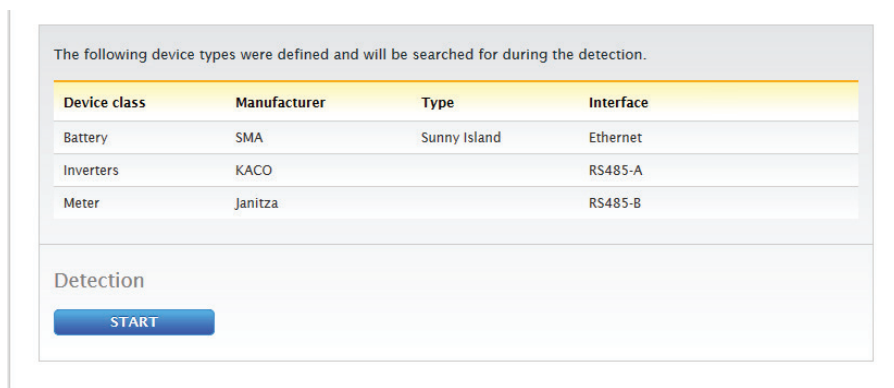 The following device types were defined and will be searched for during the detection.
Device class Manufacturer Type Interface
Battery SMA Sunny Island Ethernet
Inverters KACO RS485-A
Meter Janitza RS485-B
Detection
START